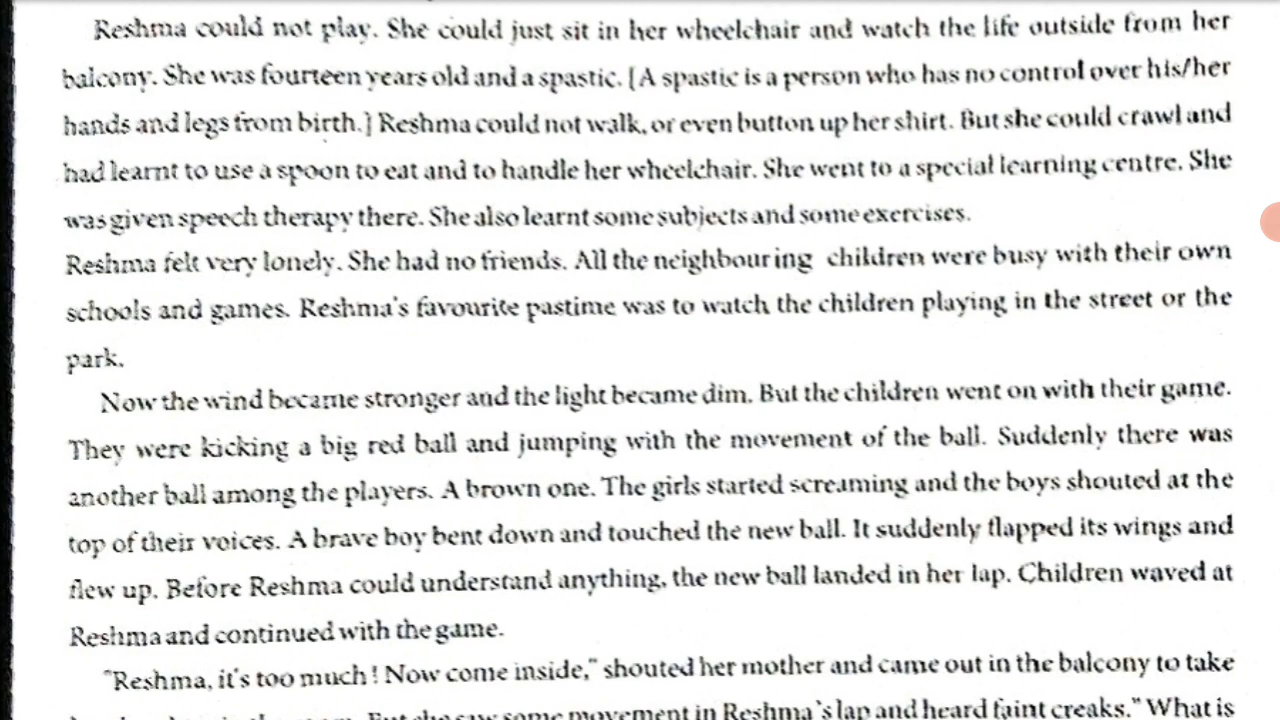 Reshma could not play. She could just sit in her wheelchair and watch the life outside from her
balcony. She was fourteen years old and a spastic. [A spastic is a person who has no control over his/her
hands and legs from birth.] Reshma could not walk, or even button up her shirt. But she could crawl and
had learnt to use a spoon to eat and to handle her wheelchair. She went to a special learning centre. She
was given speech therapy there. She also learnt some subjects and some exercises.
Reshma felt very lonely. She had no friends. All the neighbouring children were busy with their own
schools and games. Reshma's favourite pastime was to watch the children playing in the street or the
park.
Now the wind became stronger and the light became dim. But the children went on with their game.
They were kicking a big red ball and jumping with the movement of the ball. Suddenly there was
another ball among the players. A brown one. The girls started screaming and the boys shouted at the
top of their voices. A brave boy bent down and touched the new ball. It suddenly flapped its wings and
flew up. Before Reshma could understand anything, the new ball landed in her lap. Children waved at
Reshma and continued with the game.
"Reshma, it's too much! Now come inside," shouted her mother and came out in the balcony to take
But she saw some movement in Reshma's lap and heard faint creaks." What is